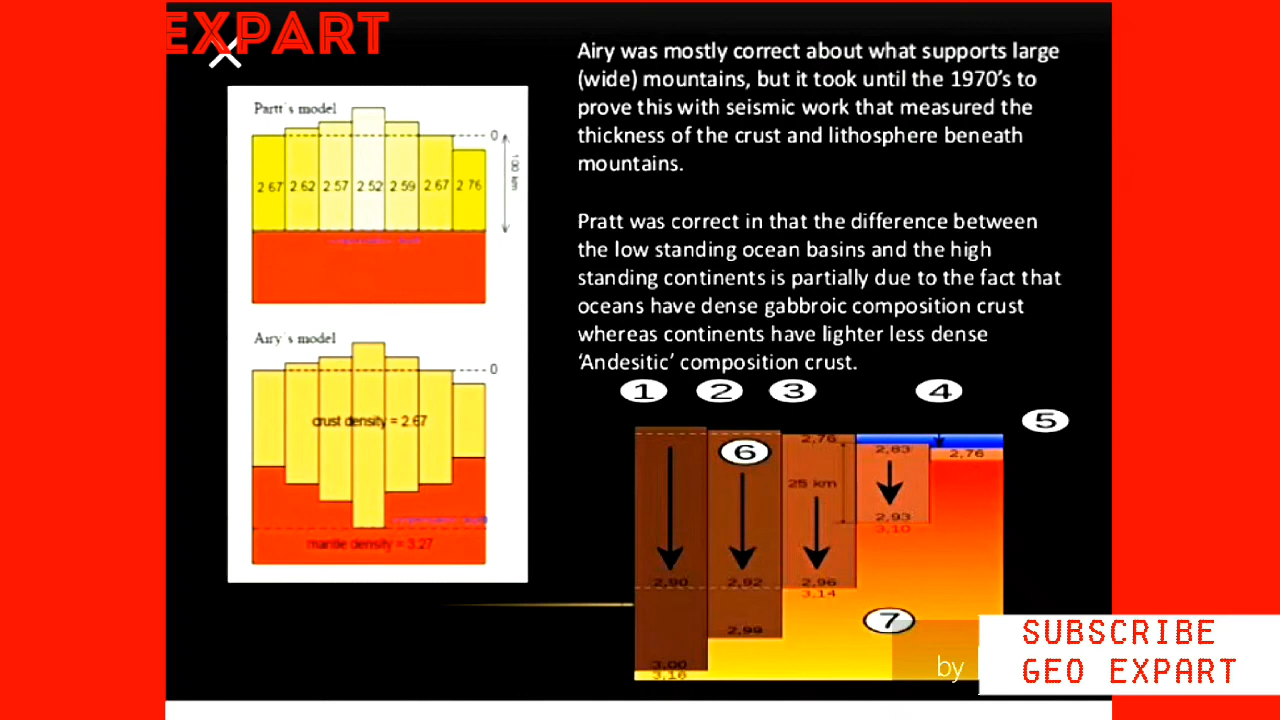 EXPART
Airy was mostly correct about what supports large
(wide) mountains, but it took until the 1970's to
prove this with seismic work that measured the
thickness of the crust and lithosphere beneath
mountains.
Pratt was correct in that the difference between
the low standing ocean basins and the high
standing continents is partially due to the fact that
oceans have dense gabbroic composition crust
whereas continents have lighter less dense
‘Andesitic’ composition crust.
Partt's model
0
100 km
2.67 2.62 2.57 2.52 2.59 2.67 2.76
Airy's model
0
crust density = 2.67
mantle density = 3.27
1 2 3 4 5
6
2,76
2,83
2,76
25 km
2,93
3,10
2,90 2,92 2,96
3,14
7
2,99
3,00
3,16
by
SUBSCRIBE
GEO EXPART